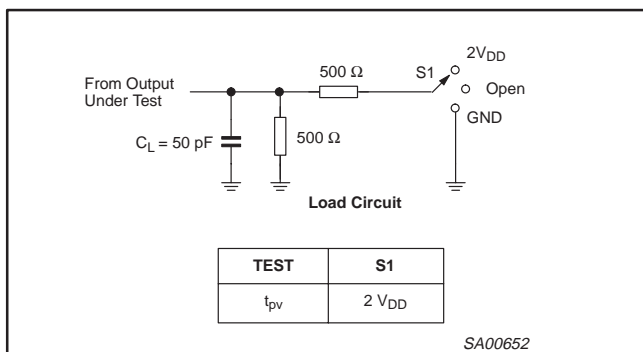 2VDD
500 Ω
S1
From Output
Under Test
Open
GND
CL = 50 pF
500 Ω
Load Circuit
TEST S1
tpv 2 VDD
SA00652